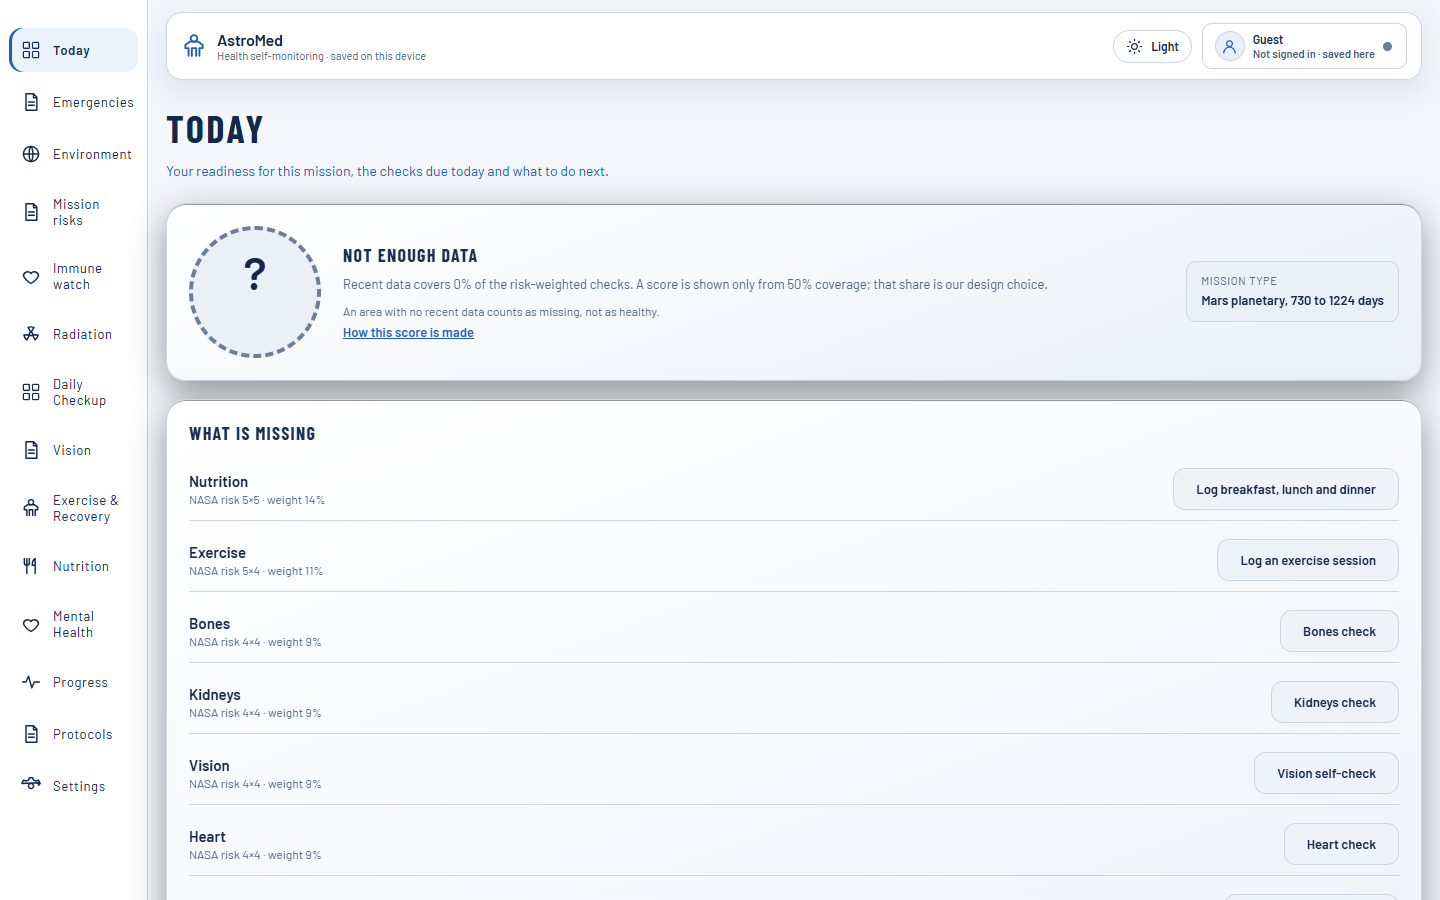 Today
Emergencies
Environment
Mission
risks
Immune
watch
Radiation
Daily
Checkup
Vision
Exercise &
Recovery
Nutrition
Mental
Health
Progress
Protocols
Settings
AstroMed
Health self-monitoring · saved on this device
Light
Guest
Not signed in · saved here
TODAY
Your readiness for this mission, the checks due today and what to do next.
?
NOT ENOUGH DATA
Recent data covers 0% of the risk-weighted checks. A score is shown only from 50% coverage; that share is our design choice.
An area with no recent data counts as missing, not as healthy.
How this score is made
MISSION TYPE
Mars planetary, 730 to 1224 days
WHAT IS MISSING
Nutrition
NASA risk 5×5 · weight 14%
Log breakfast, lunch and dinner
Exercise
NASA risk 5×4 · weight 11%
Log an exercise session
Bones
NASA risk 4×4 · weight 9%
Bones check
Kidneys
NASA risk 4×4 · weight 9%
Kidneys check
Vision
NASA risk 4×4 · weight 9%
Vision self-check
Heart
NASA risk 4×4 · weight 9%
Heart check